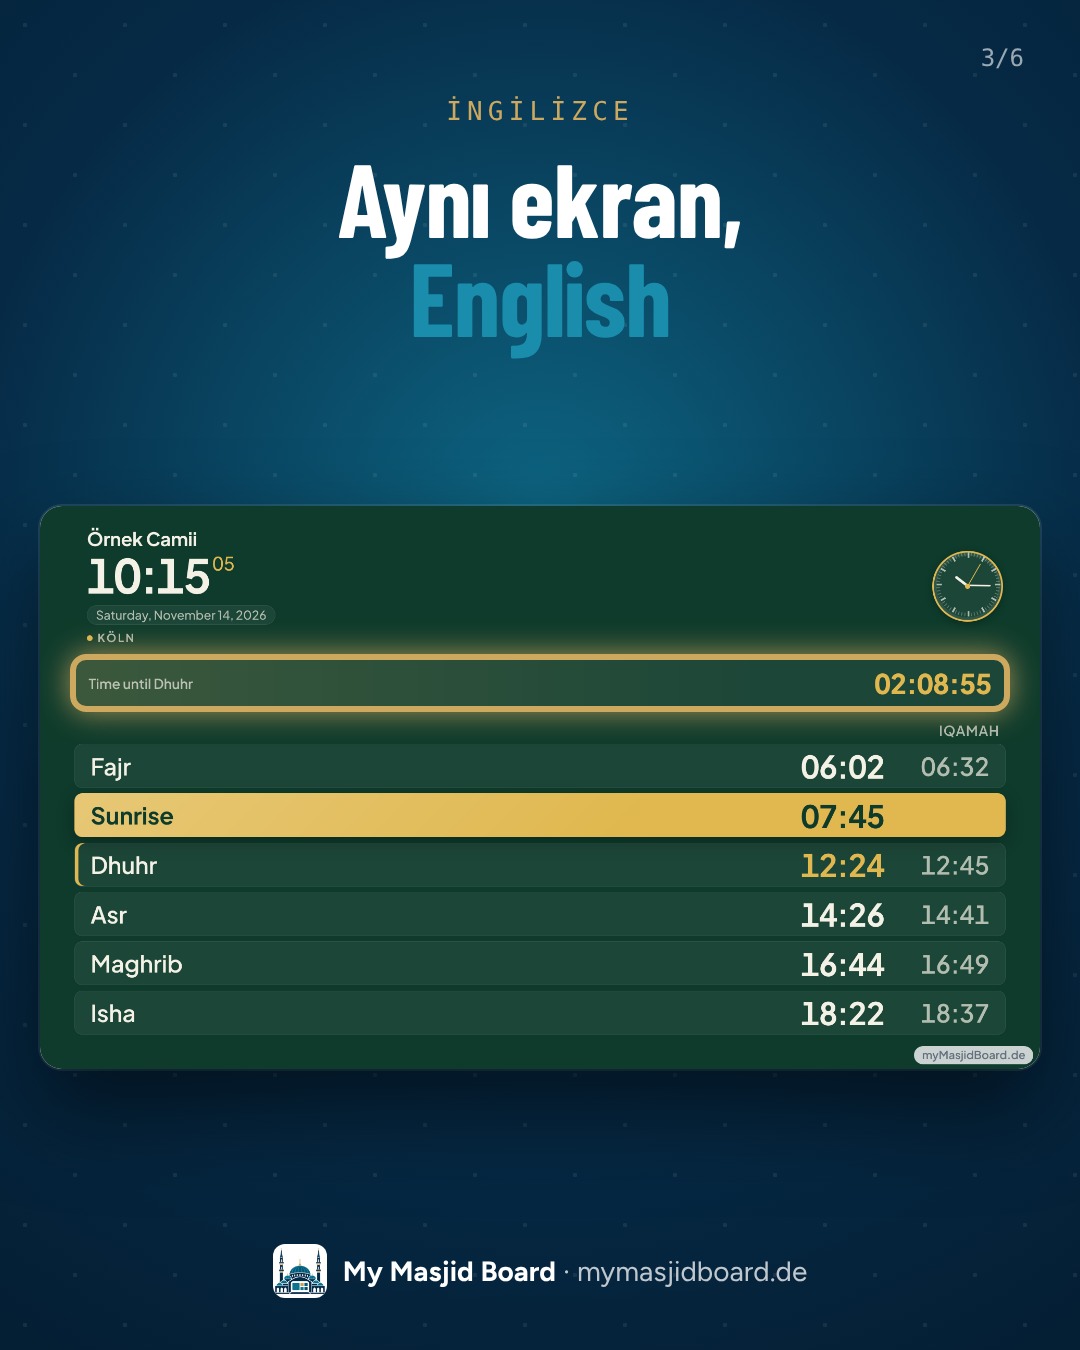 3/6
İNGİLİZCE
Aynı ekran,
English
Örnek Camii
10:15 05
Saturday, November 14, 2026
KÖLN
Time until Dhuhr 02:08:55
IQAMAH
Fajr 06:02 06:32
Sunrise 07:45
Dhuhr 12:24 12:45
Asr 14:26 14:41
Maghrib 16:44 16:49
Isha 18:22 18:37
myMasjidBoard.de
My Masjid Board · mymasjidboard.de